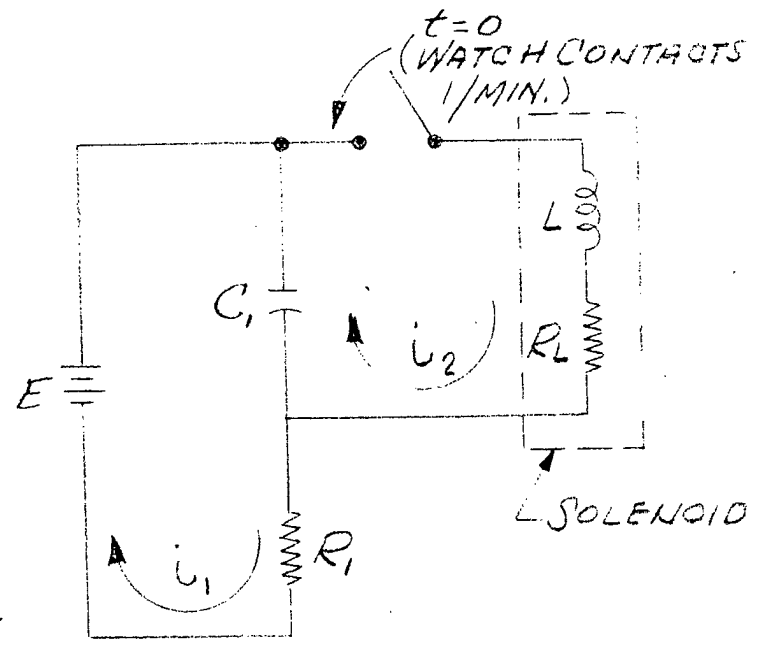 t=0
(WATCH CONTACTS
1/MIN.)
L
C₁
i₂
RL
E
SOLENOID
i₁
R₁